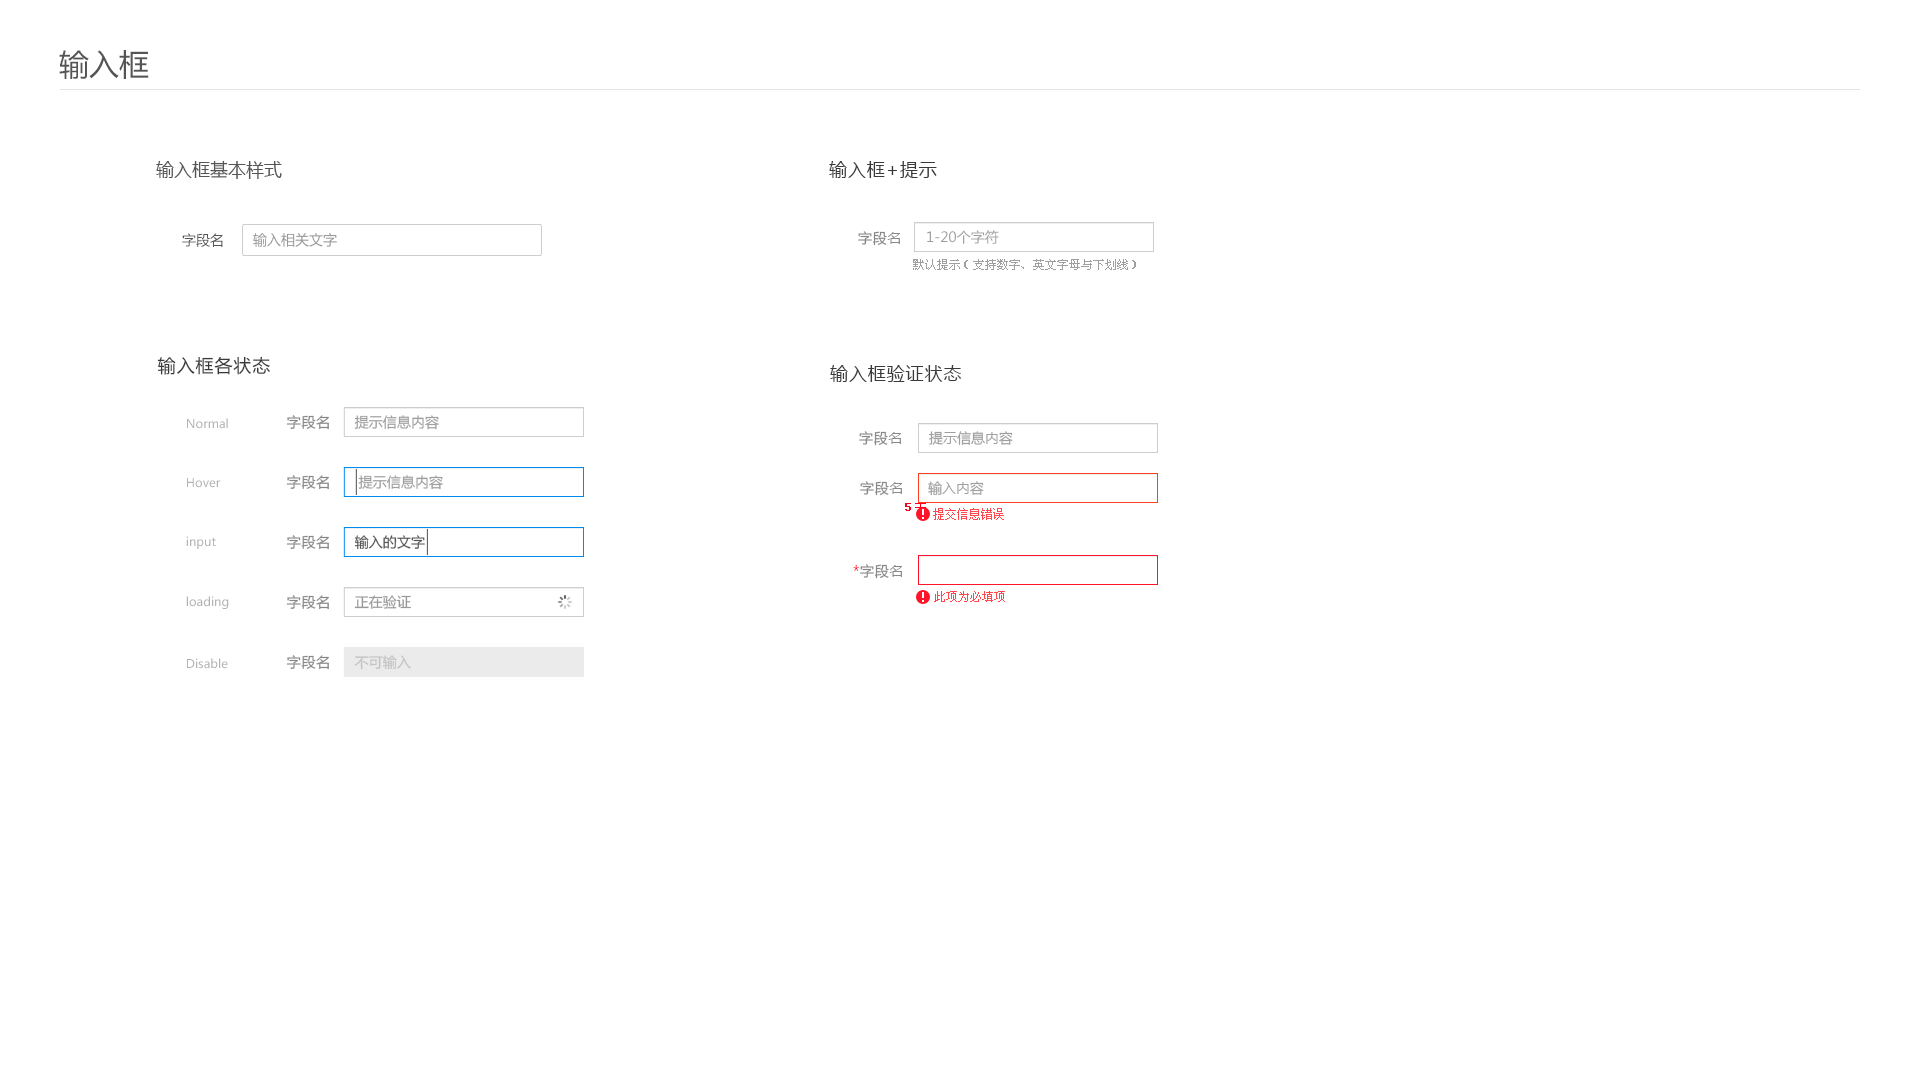 输入框
输入框基本样式
字段名 输入相关文字
输入框+提示
字段名 1-20个字符
默认提示（支持数字、英文字母与下划线）
输入框各状态
Normal 字段名 提示信息内容
Hover 字段名 提示信息内容
input 字段名 输入的文字
loading 字段名 正在验证
Disable 字段名 不可输入
输入框验证状态
字段名 提示信息内容
字段名 输入内容
5
提交信息错误
*字段名
此项为必填项